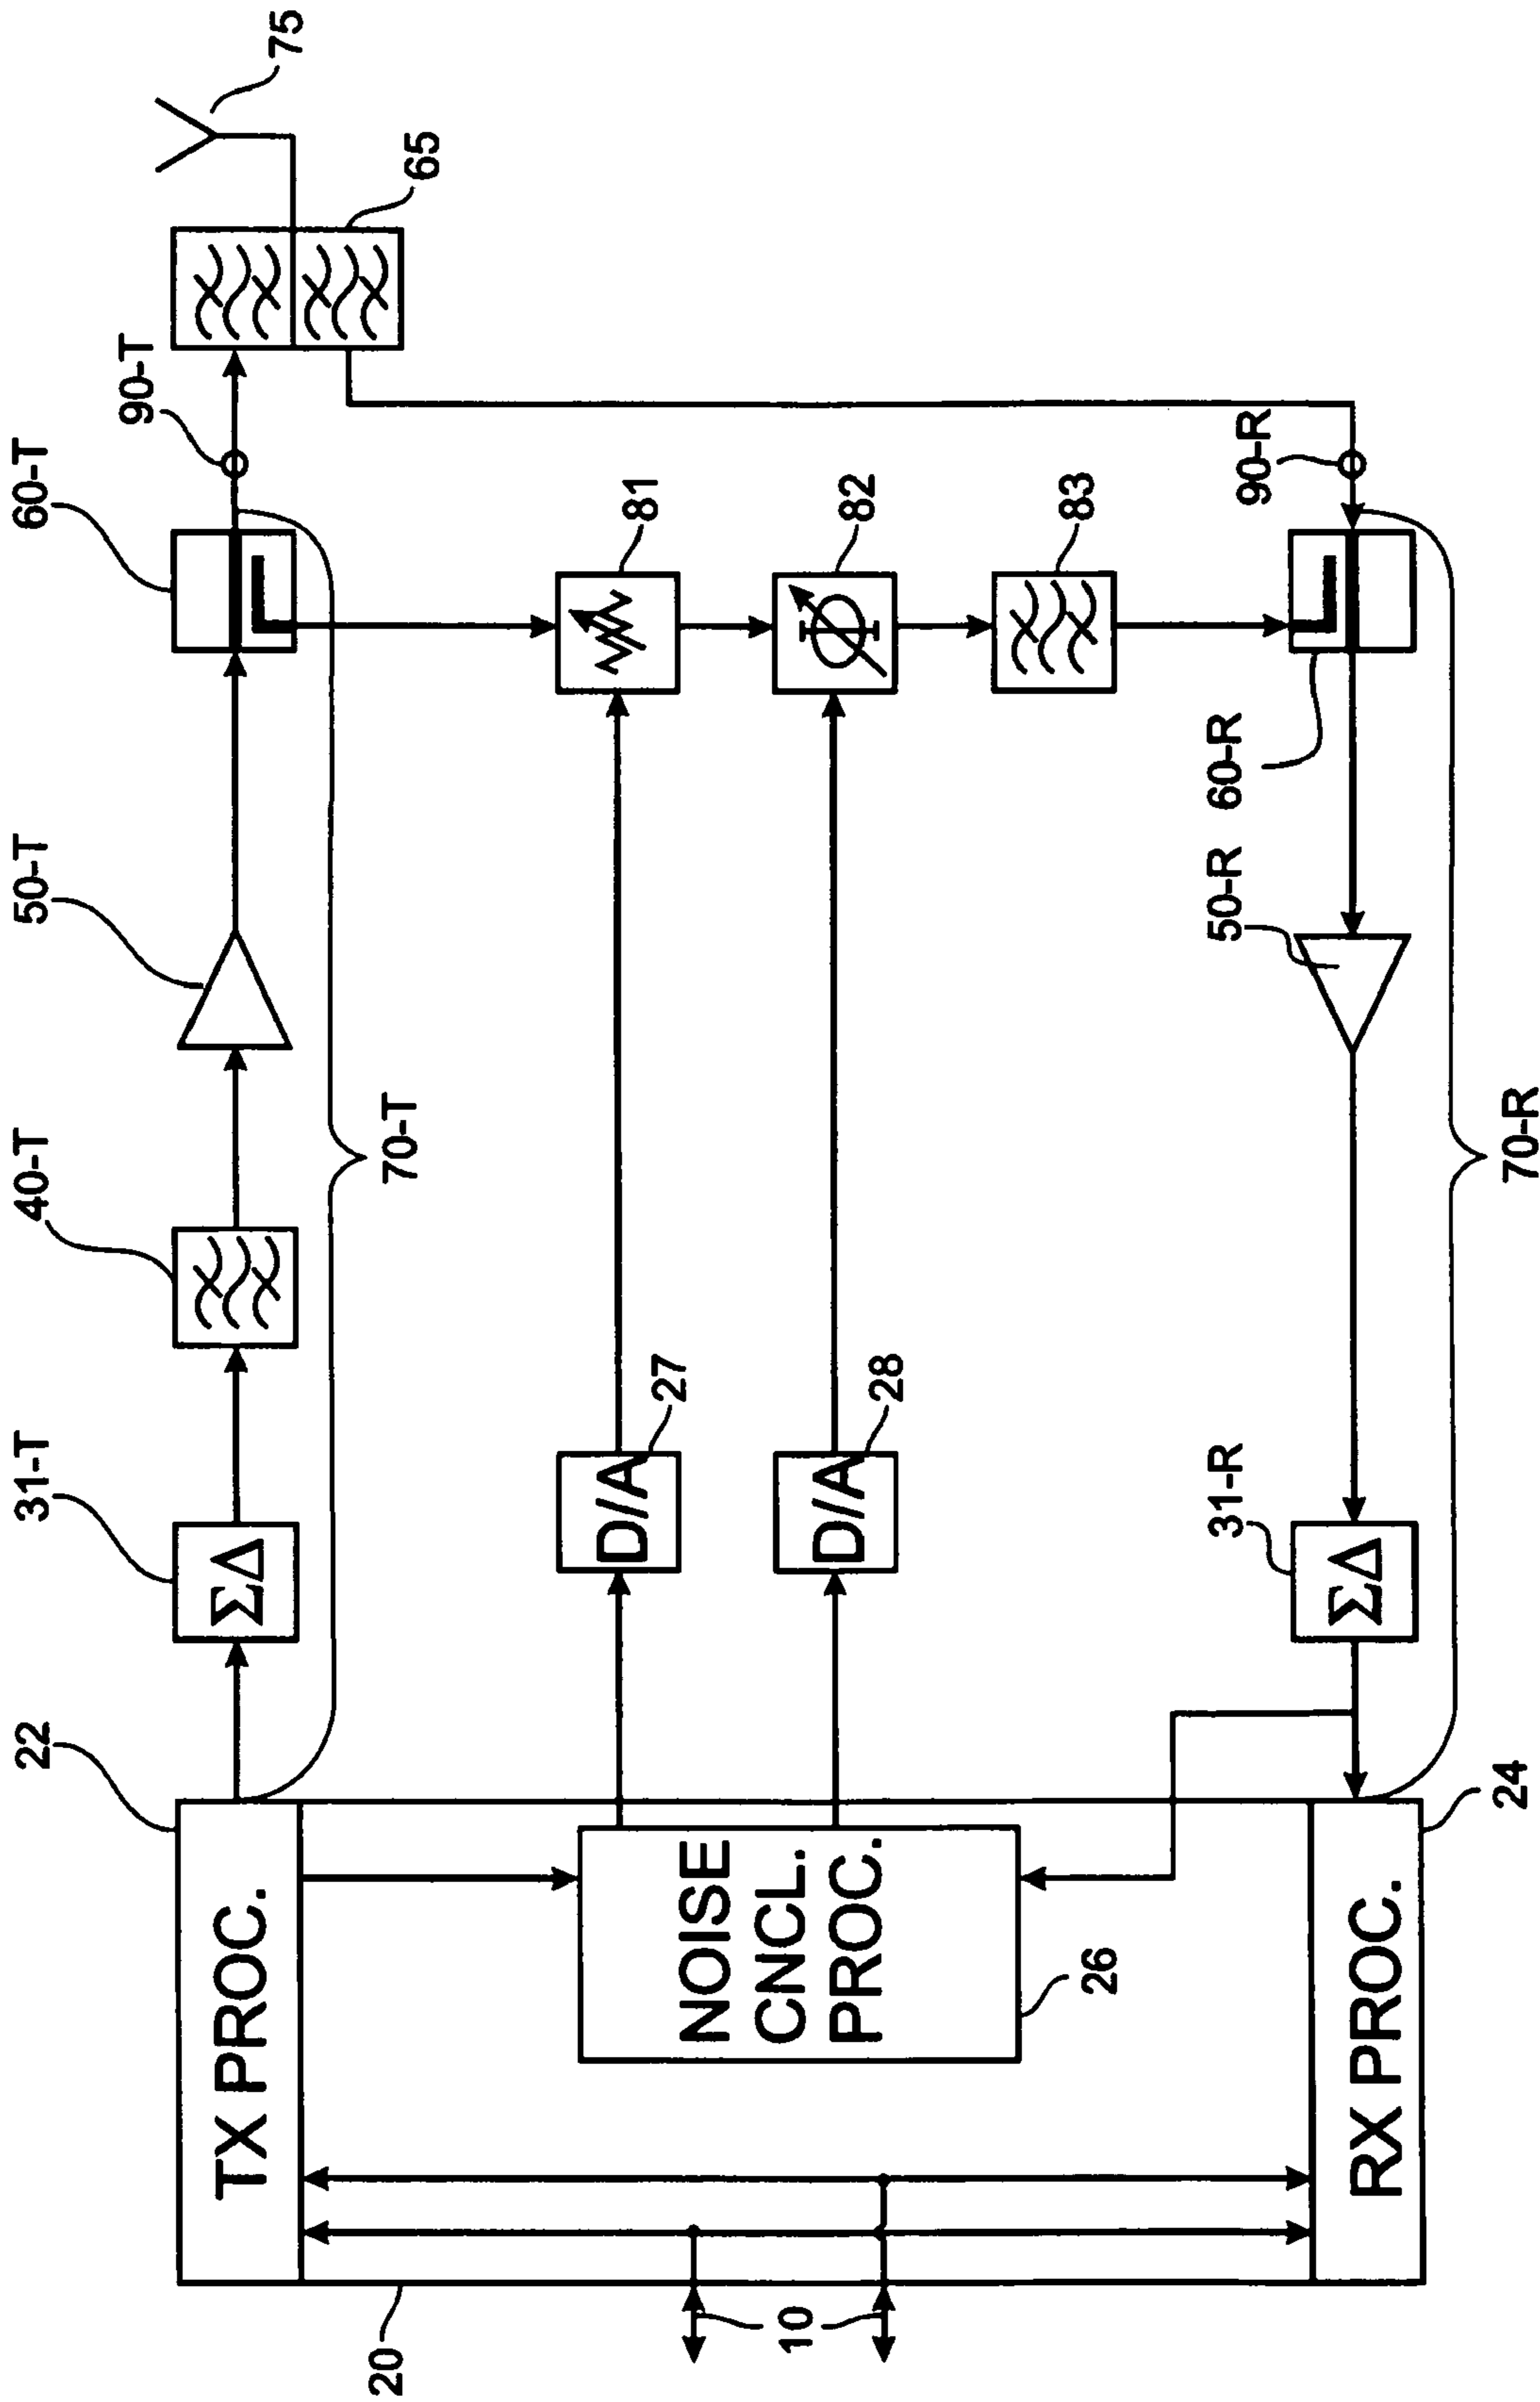 22
31-T
40-T
50-T
60-T
90-T
75
65
TX PROC.
ΣΔ
70-T
20
10
NOISE
CNCL.
PROC.
26
D/A
27
81
D/A
28
82
83
RX PROC.
24
31-R
ΣΔ
50-R
60-R
90-R
70-R